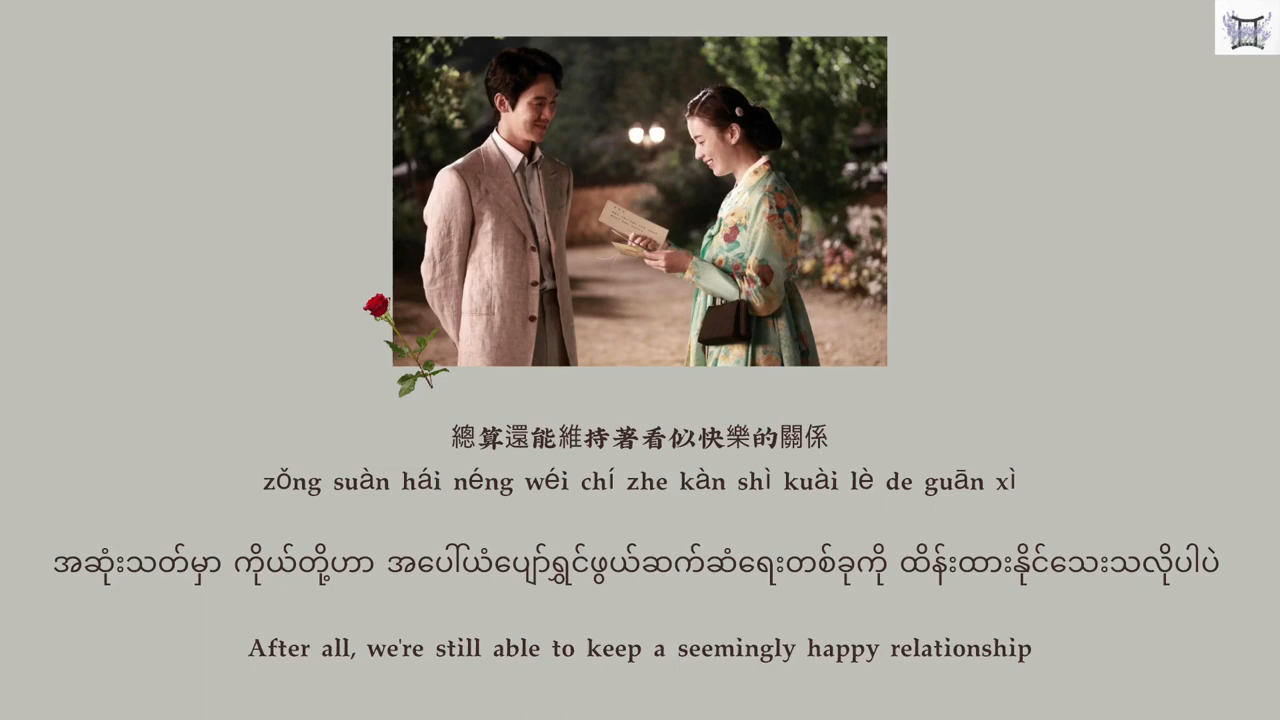 總算還能維持著看似快樂的關係
zǒng suàn hái néng wéi chí zhe kàn shì kuài lè de guān xì
အဆုံးသတ်မှာ ကိုယ်တို့ဟာ အပေါ်ယံပျော်ရွှင်ဖွယ်ဆက်ဆံရေးတစ်ခုကို ထိန်းထားနိုင်သေးသလိုပါပဲ
After all, we're still able to keep a seemingly happy relationship